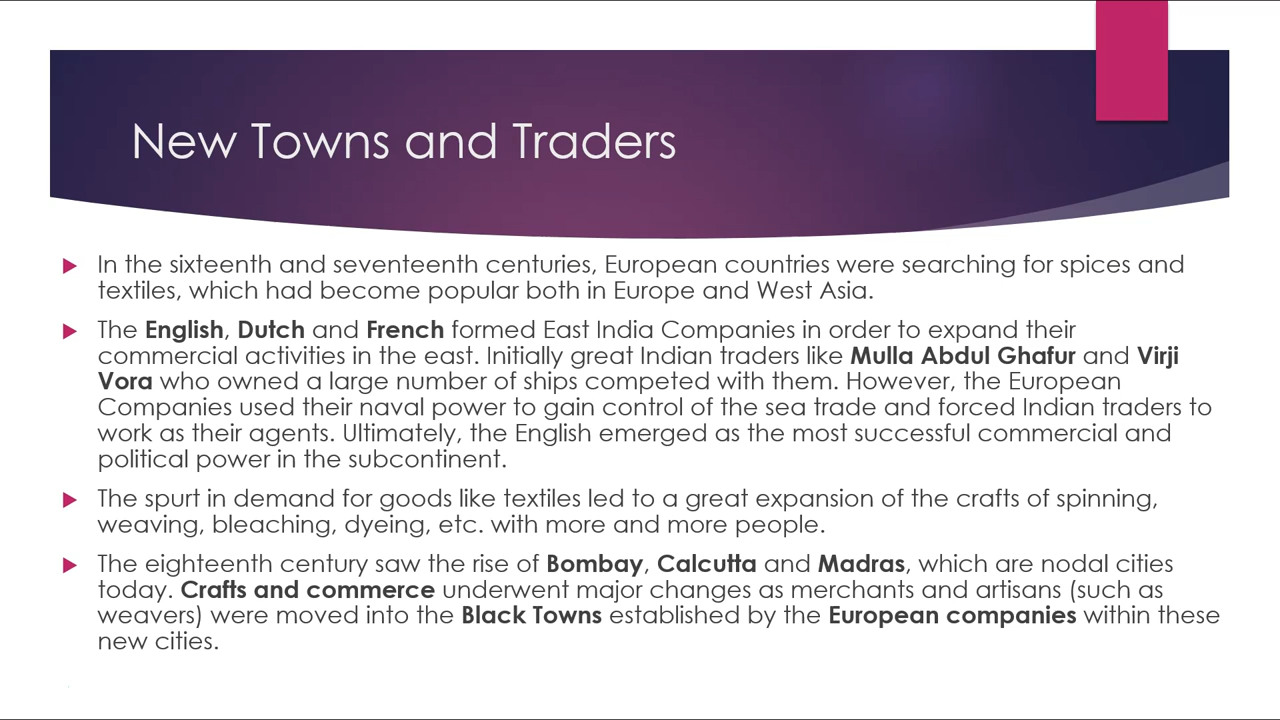 New Towns and Traders
In the sixteenth and seventeenth centuries, European countries were searching for spices and
textiles, which had become popular both in Europe and West Asia.
The English, Dutch and French formed East India Companies in order to expand their
commercial activities in the east. Initially great Indian traders like Mulla Abdul Ghafur and Virji
Vora who owned a large number of ships competed with them. However, the European
Companies used their naval power to gain control of the sea trade and forced Indian traders to
work as their agents. Ultimately, the English emerged as the most successful commercial and
political power in the subcontinent.
The spurt in demand for goods like textiles led to a great expansion of the crafts of spinning,
weaving, bleaching, dyeing, etc. with more and more people.
The eighteenth century saw the rise of Bombay, Calcutta and Madras, which are nodal cities
today. Crafts and commerce underwent major changes as merchants and artisans (such as
weavers) were moved into the Black Towns established by the European companies within these
new cities.